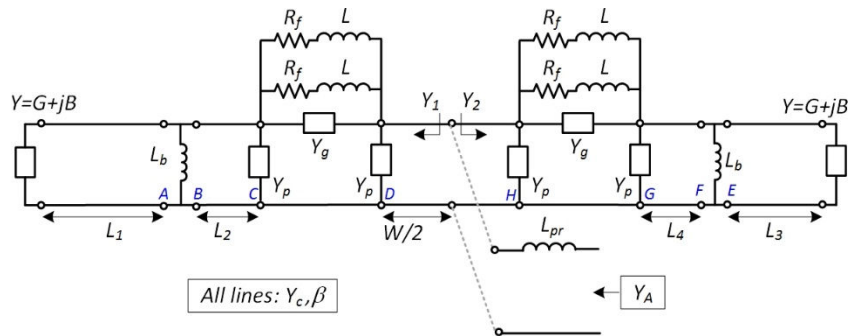 R_f L
R_f L
R_f L
R_f L
Y=G+jB
Y_1 Y_2
Y=G+jB
L_b
Y_g
Y_g
L_b
Y_p
Y_p
Y_p
Y_p
A B C D H G F E
L_1 L_2 W/2 L_4 L_3
L_pr
All lines: Y_c,β
Y_A